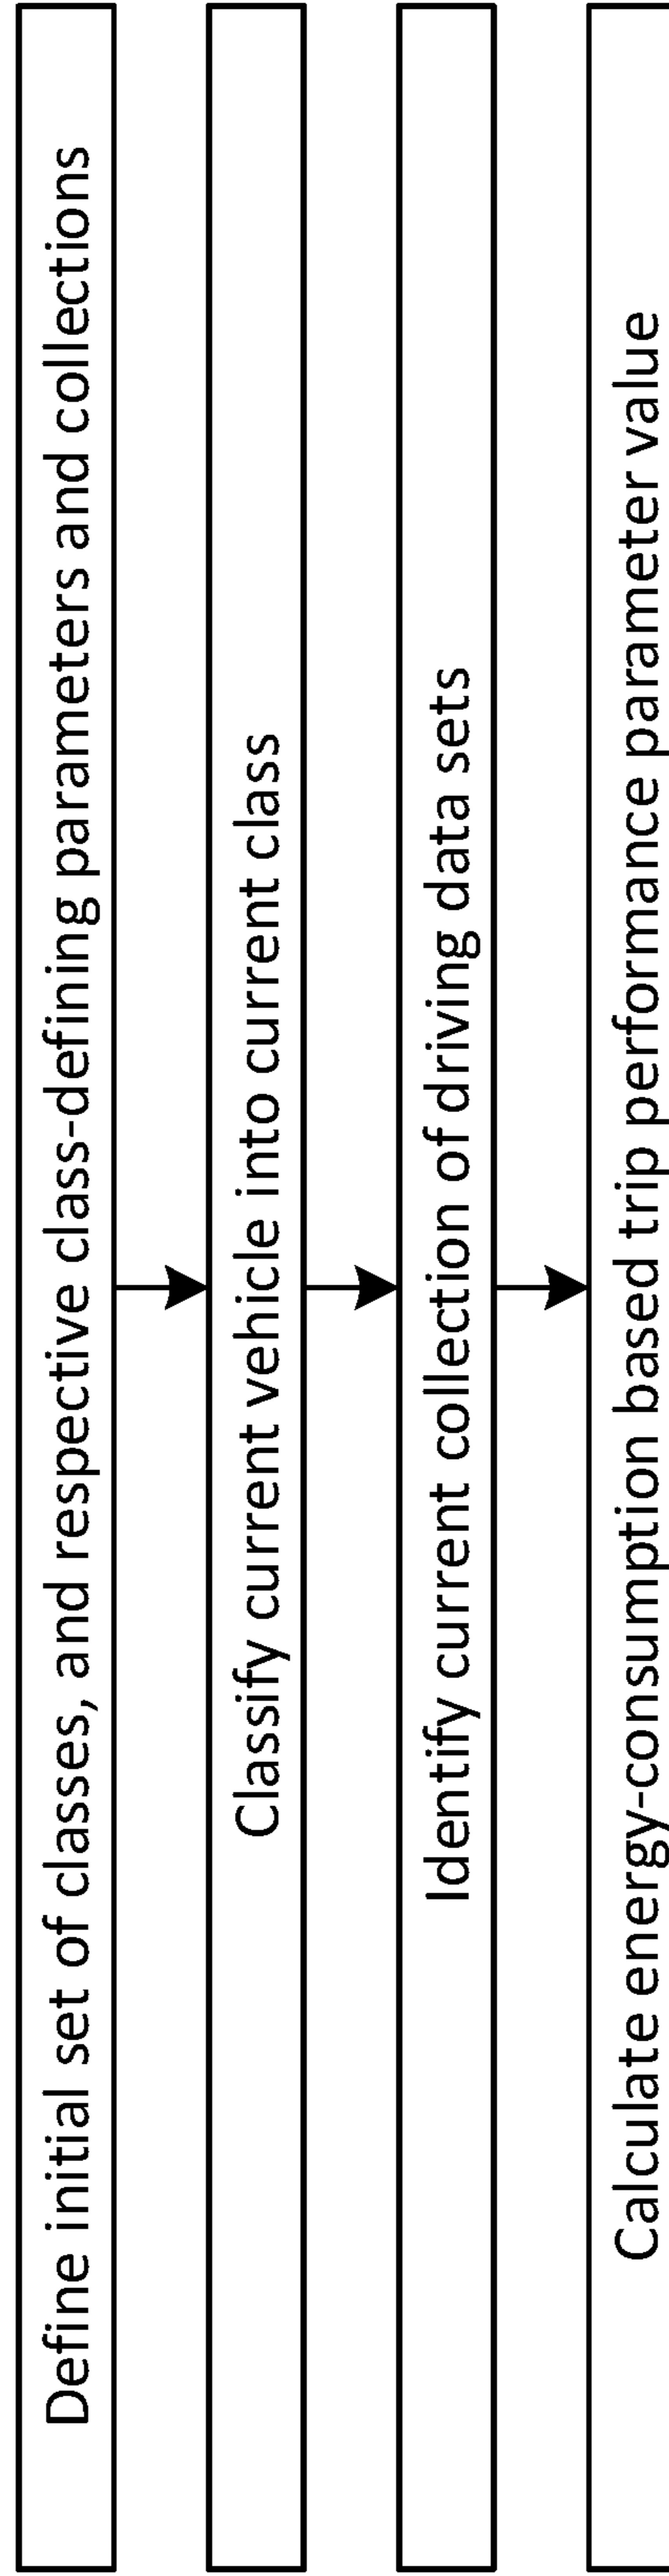 Define initial set of classes, and respective class-defining parameters and collections
Classify current vehicle into current class
Identify current collection of driving data sets
Calculate energy-consumption based trip performance parameter value